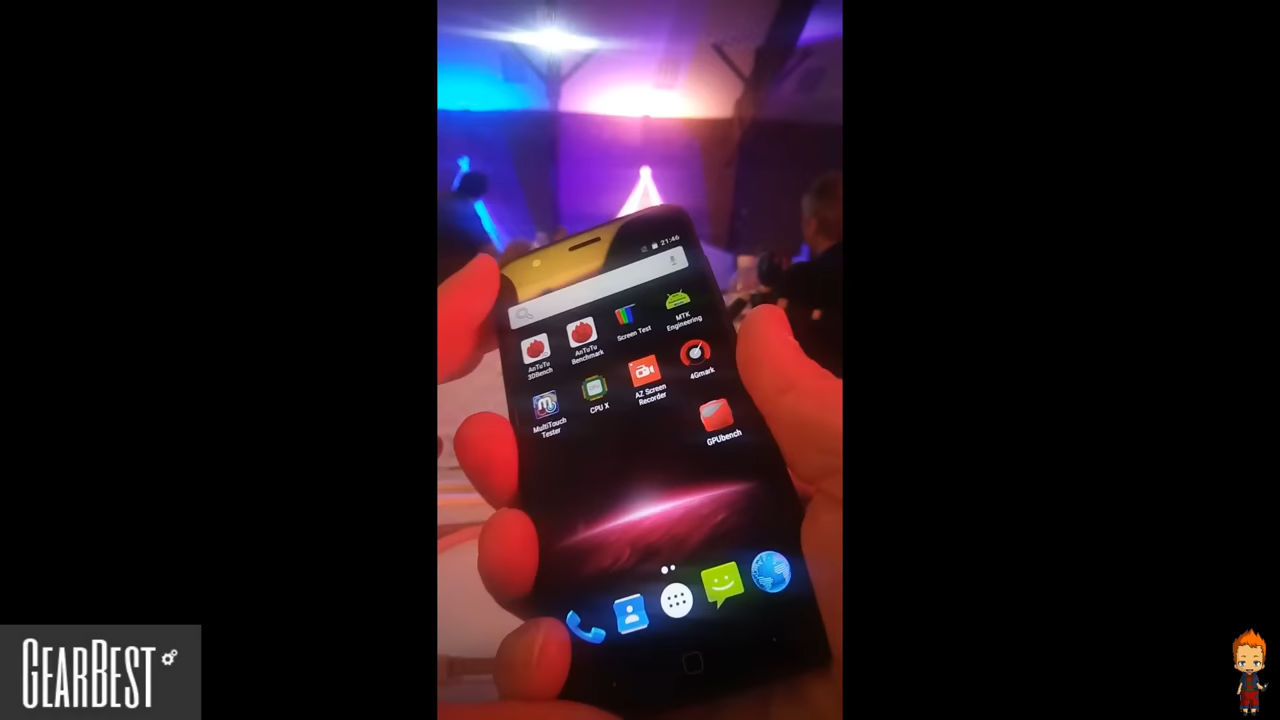 21:46
AnTuTu
3DBench
AnTuTu
Benchmark
Screen Test
MTK
Engineering
MultiTouch
Tester
CPU X
AZ Screen
Recorder
4Gmark
GPUbench
GEARBEST